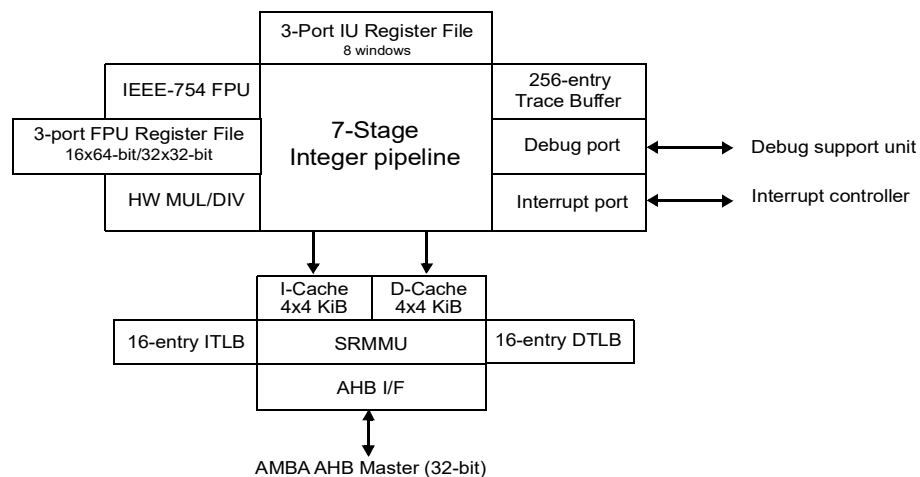 3-Port IU Register File
8 windows
IEEE-754 FPU
256-entry
Trace Buffer
3-port FPU Register File
16x64-bit/32x32-bit
7-Stage
Integer pipeline
Debug port
Debug support unit
HW MUL/DIV
Interrupt port
Interrupt controller
I-Cache
4x4 KiB
D-Cache
4x4 KiB
16-entry ITLB
SRMMU
16-entry DTLB
AHB I/F
AMBA AHB Master (32-bit)